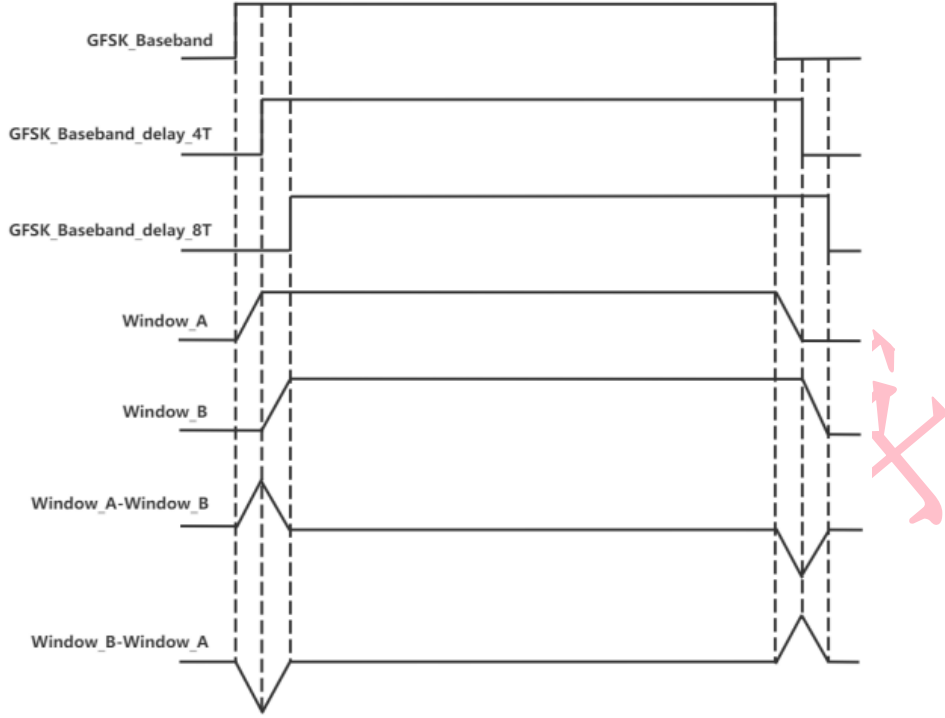 GFSK_Baseband
GFSK_Baseband_delay_4T
GFSK_Baseband_delay_8T
Window_A
Window_B
Window_A-Window_B
Window_B-Window_A